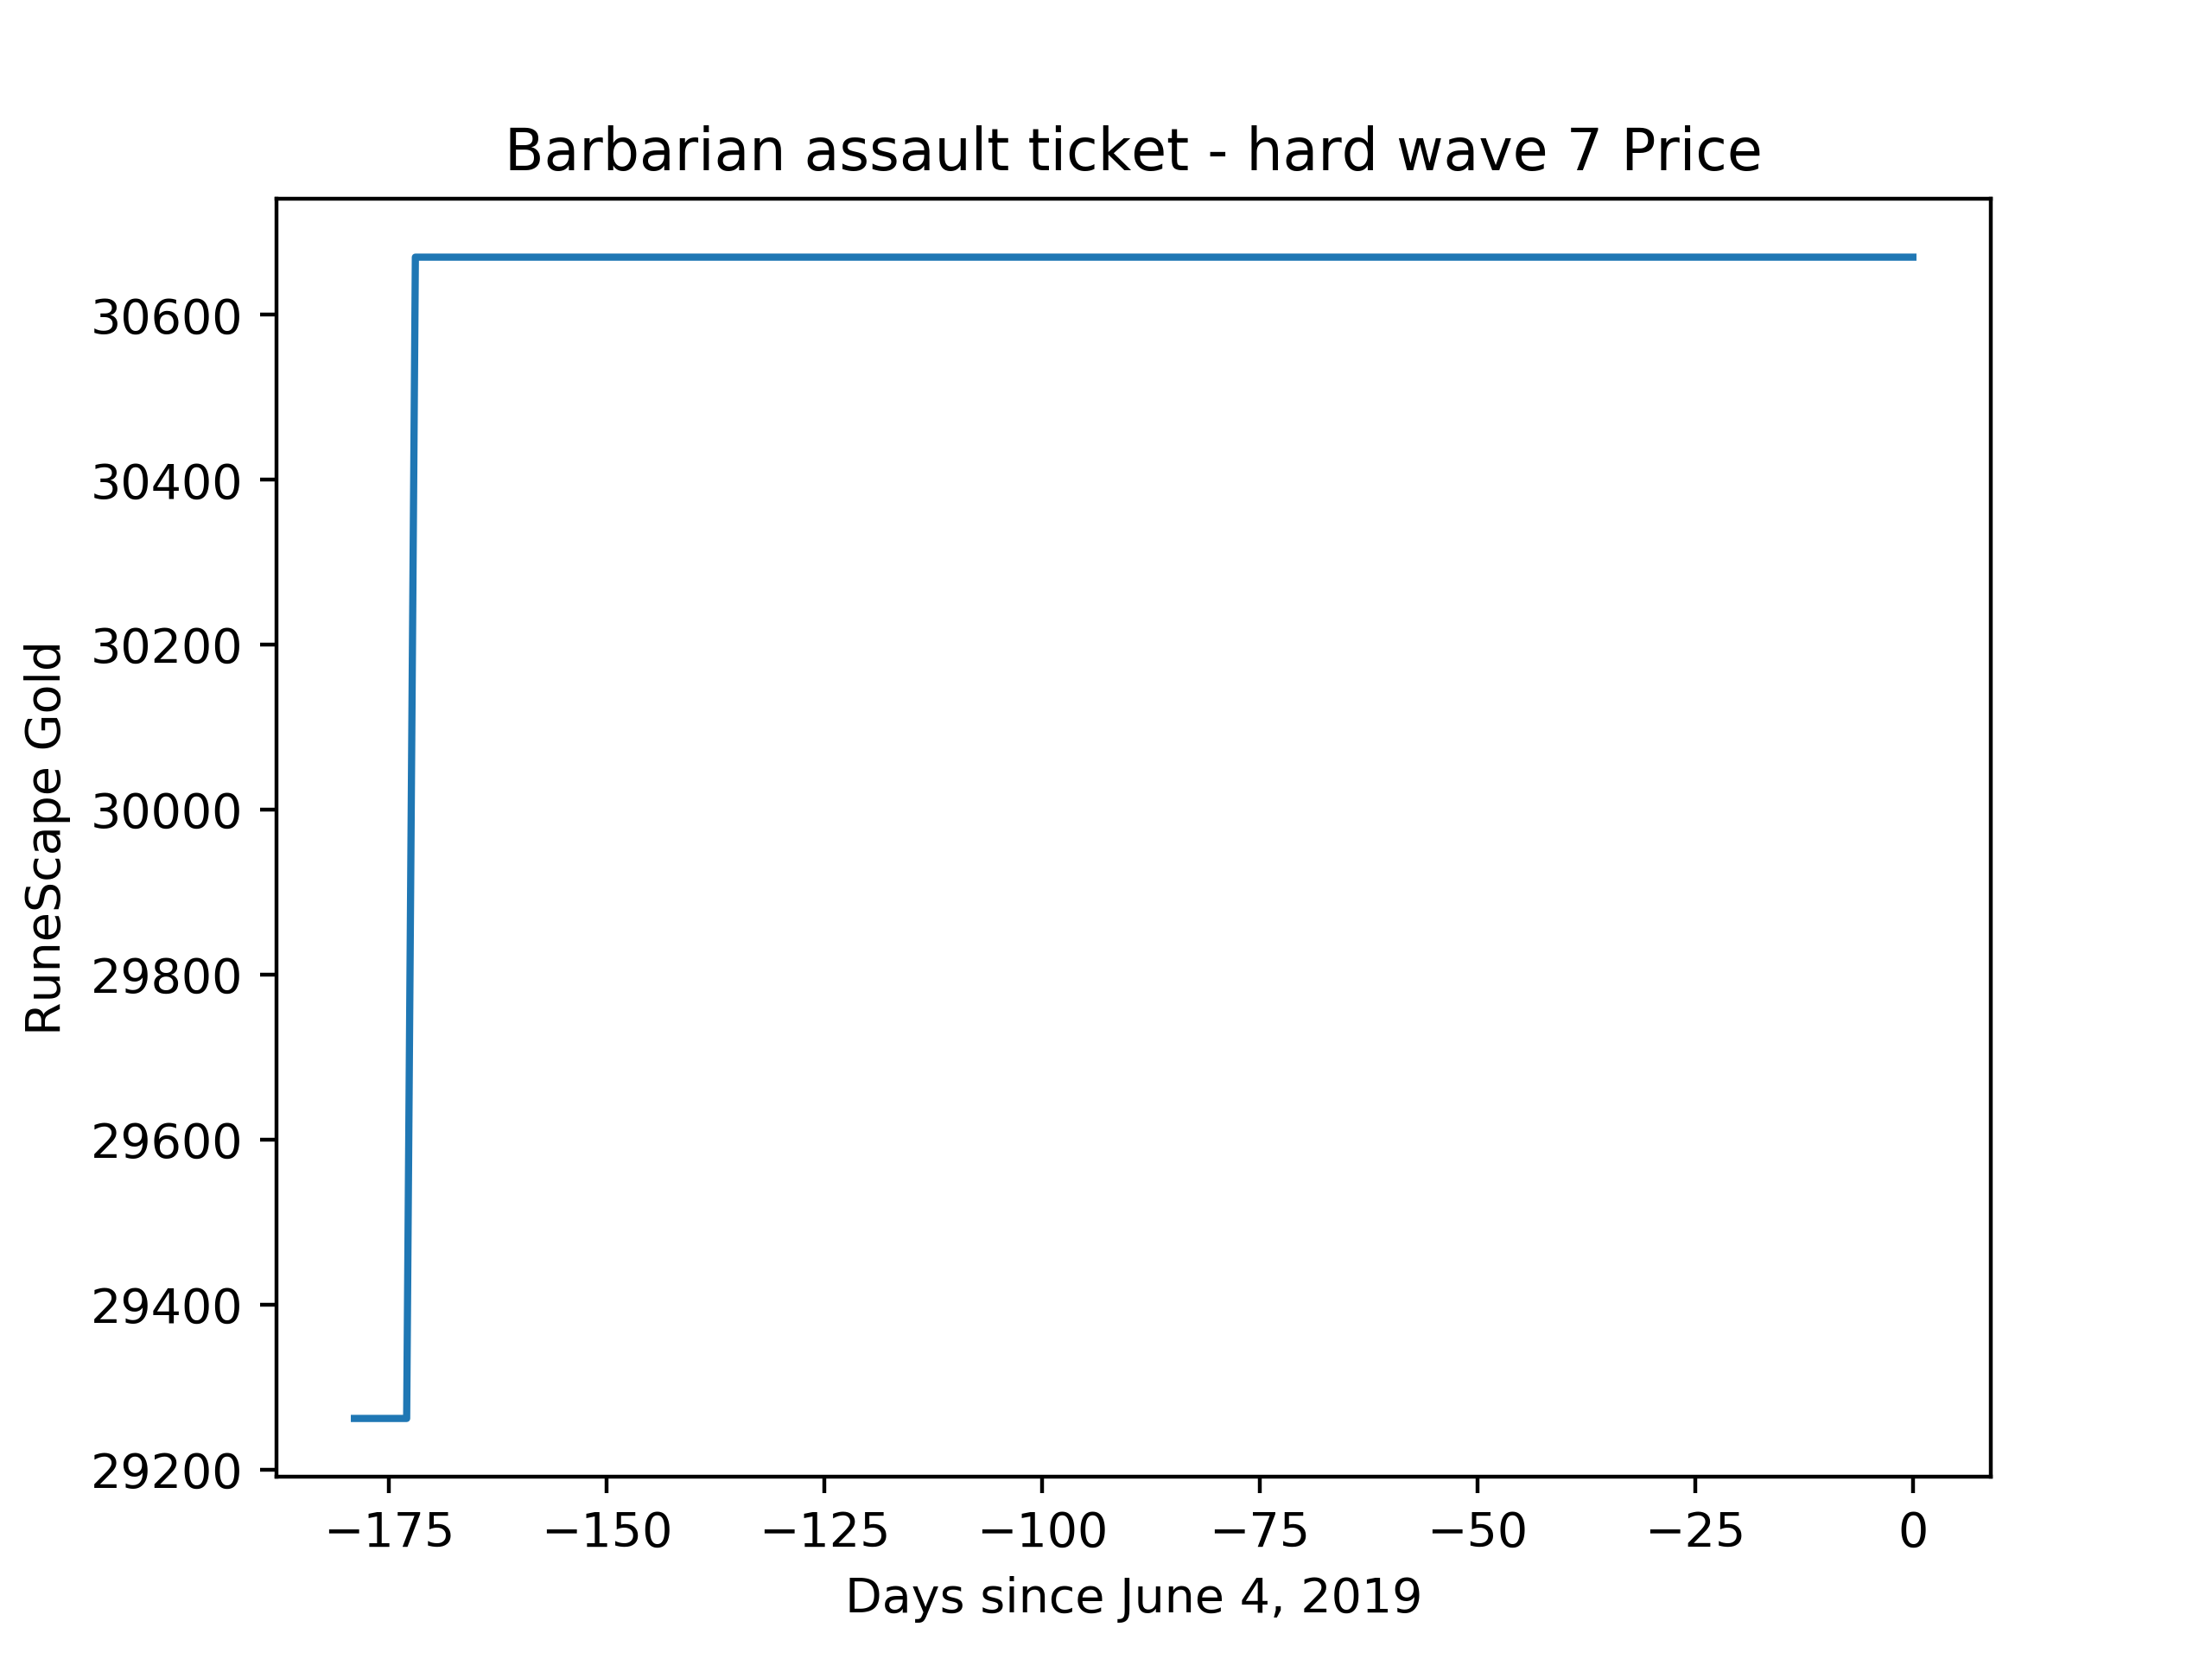 Barbarian assault ticket - hard wave 7 Price
RuneScape Gold
30600
30400
30200
30000
29800
29600
29400
29200
−175 −150 −125 −100 −75 −50 −25 0
Days since June 4, 2019